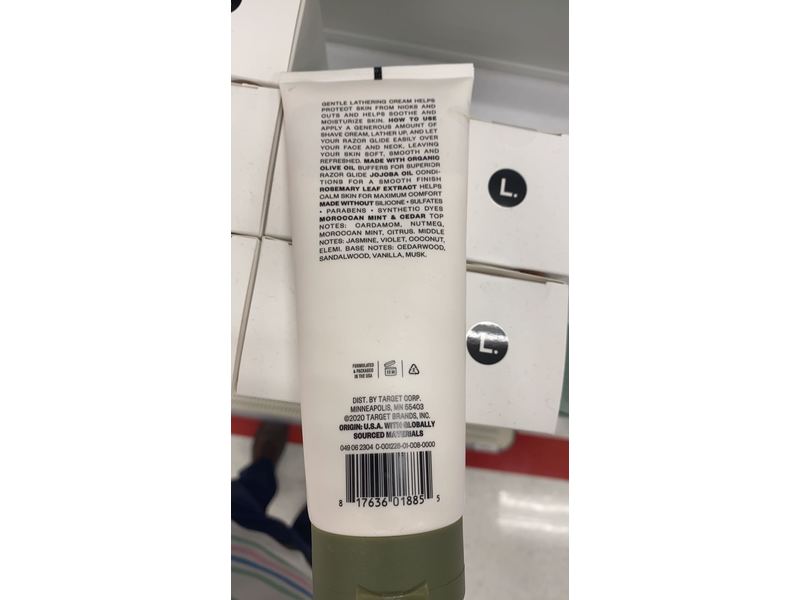 GENTLE LATHERING CREAM HELPS
PROTECT SKIN FROM NICKS AND
CUTS AND HELPS SOOTHE AND
MOISTURIZE SKIN. HOW TO USE
APPLY A GENEROUS AMOUNT OF
SHAVE CREAM, LATHER UP, AND LET
YOUR RAZOR GLIDE EASILY OVER
YOUR FACE AND NECK, LEAVING
YOUR SKIN SOFT, SMOOTH AND
REFRESHED. MADE WITH ORGANIC
OLIVE OIL BUFFERS FOR SUPERIOR
RAZOR GLIDE JOJOBA OIL CONDI-
TIONS FOR A SMOOTH FINISH
ROSEMARY LEAF EXTRACT HELPS
CALM SKIN FOR MAXIMUM COMFORT
MADE WITHOUT SILICONE • SULFATES
• PARABENS • SYNTHETIC DYES
MOROCCAN MINT & CEDAR TOP
NOTES: CARDAMOM, NUTMEG,
MOROCCAN MINT, CITRUS. MIDDLE
NOTES: JASMINE, VIOLET, COCONUT,
ELEMI. BASE NOTES: CEDARWOOD,
SANDALWOOD, VANILLA, MUSK.
L.
L.
FORMULATED
& PACKAGED
IN THE USA
DIST. BY TARGET CORP.
MINNEAPOLIS, MN 55403
©2020 TARGET BRANDS, INC.
ORIGIN: U.S.A. WITH GLOBALLY
SOURCED MATERIALS
049 06 2304 C-001228-01-008-0000
8 17636 01885 5